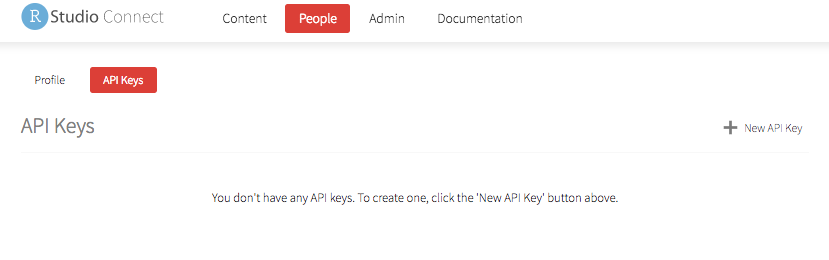 R Studio Connect Content People Admin Documentation
Profile API Keys
API Keys + New API Key
You don't have any API keys. To create one, click the 'New API Key' button above.